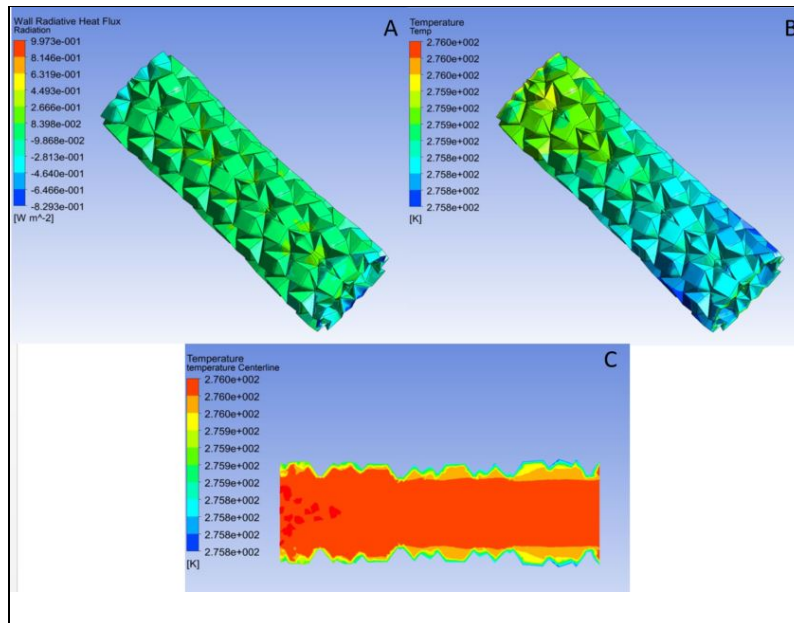 Wall Radiative Heat Flux
Radiation
9.973e-001
8.146e-001
6.319e-001
4.493e-001
2.666e-001
8.398e-002
-9.868e-002
-2.813e-001
-4.640e-001
-6.466e-001
-8.293e-001
[W m^-2]
A
Temperature
Temp
2.760e+002
2.760e+002
2.760e+002
2.759e+002
2.759e+002
2.759e+002
2.759e+002
2.758e+002
2.758e+002
2.758e+002
2.758e+002
[K]
B
Temperature
temperature Centerline
2.760e+002
2.760e+002
2.760e+002
2.759e+002
2.759e+002
2.759e+002
2.759e+002
2.758e+002
2.758e+002
2.758e+002
2.758e+002
[K]
C